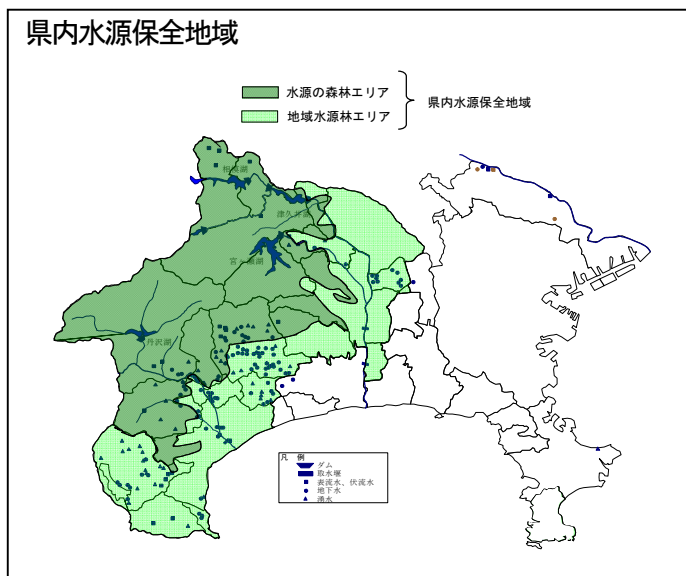 県内水源保全地域
水源の森林エリア
地域水源林エリア
県内水源保全地域
相模湖
津久井湖
宮ヶ瀬湖
丹沢湖
凡 例
ダム
取水堰
表流水、伏流水
地下水
湧水